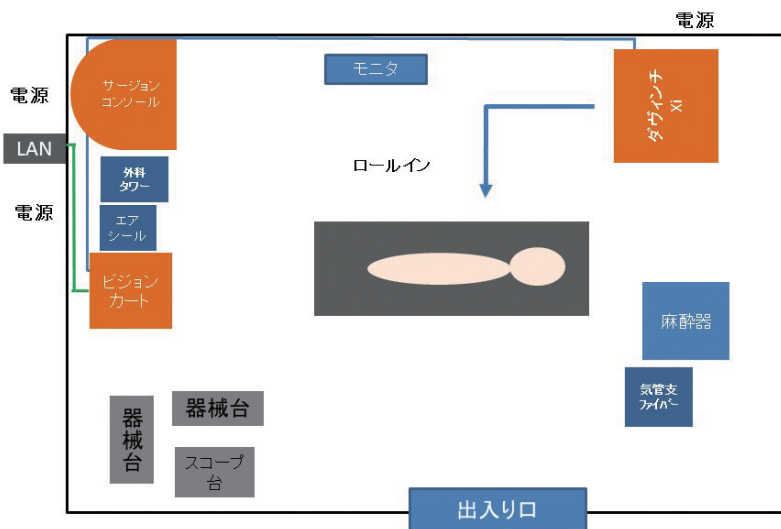 電源
サージョン
コンソール
モニタ
ダヴィンチ
Xi
電源
LAN
外科
タワー
ロールイン
電源
エア
シール
ビジョン
カート
麻酔器
気管支
ファイバー
器械台
器械台
スコープ
台
出入り口